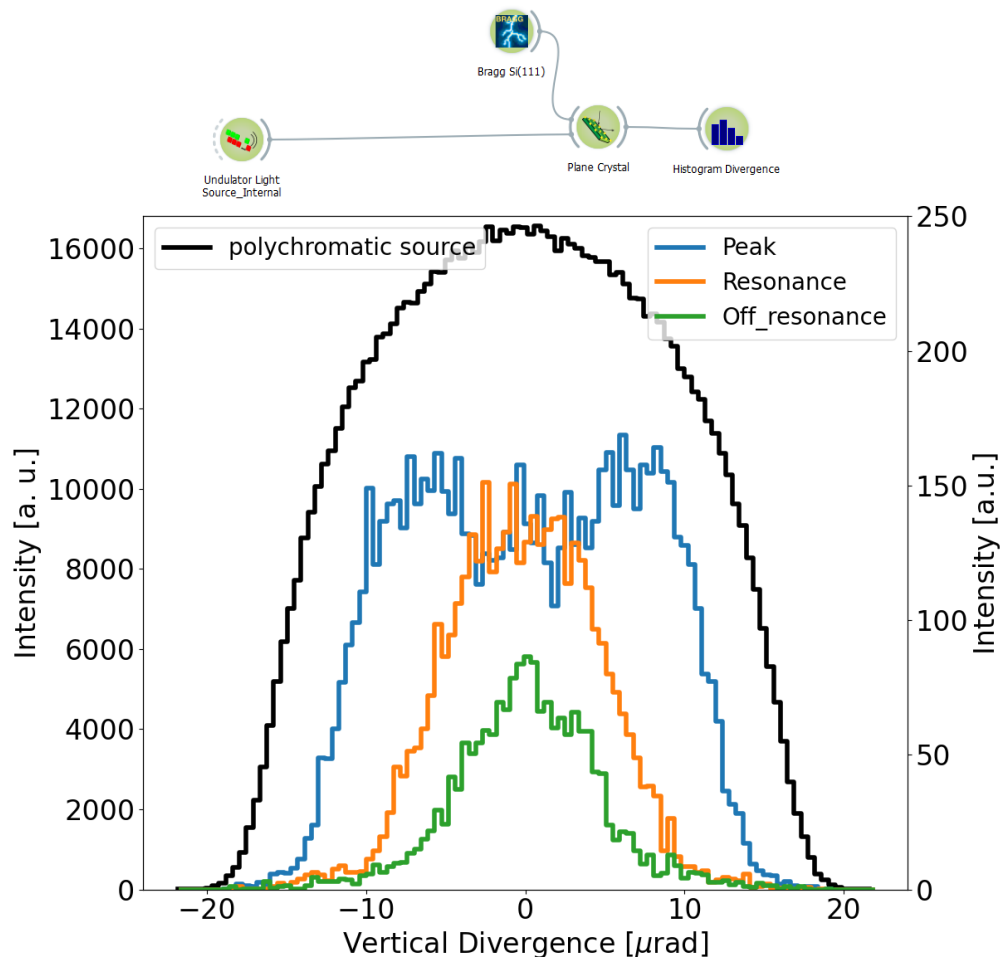 BRAGG
Bragg Si(111)
Undulator Light
Source_Internal
Plane Crystal
Histogram Divergence
polychromatic source
Peak
Resonance
Off_resonance
Intensity [a. u.]
16000
14000
12000
10000
8000
6000
4000
2000
0
250
200
150
100
50
0
Intensity [a.u.]
−20
−10
0
10
20
Vertical Divergence [μrad]